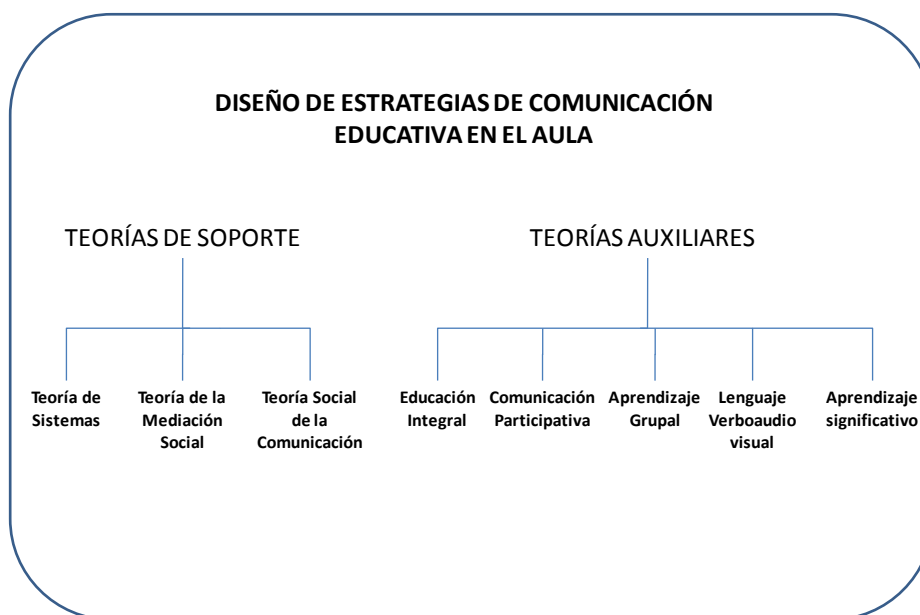 DISEÑO DE ESTRATEGIAS DE COMUNICACIÓN
EDUCATIVA EN EL AULA
TEORÍAS DE SOPORTE
TEORÍAS AUXILIARES
Teoría de
Sistemas
Teoría de la
Mediación
Social
Teoría Social
de la
Comunicación
Educación
Integral
Comunicación
Participativa
Aprendizaje
Grupal
Lenguaje
Verboaudio
visual
Aprendizaje
significativo